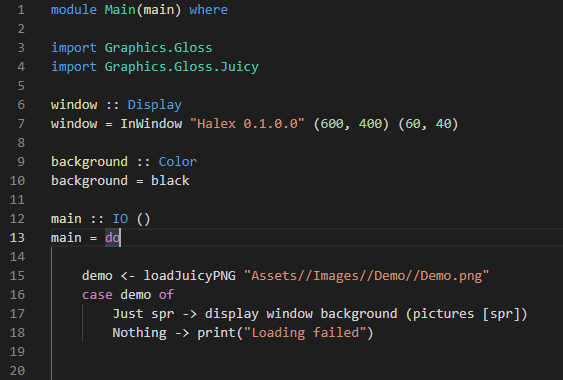 1 module Main(main) where
2
3 import Graphics.Gloss
4 import Graphics.Gloss.Juicy
5
6 window :: Display
7 window = InWindow "Halex 0.1.0.0" (600, 400) (60, 40)
8
9 background :: Color
10 background = black
11
12 main :: IO ()
13 main = do
14
15     demo <- loadJuicyPNG "Assets//Images//Demo//Demo.png"
16     case demo of
17         Just spr -> display window background (pictures [spr])
18         Nothing -> print("Loading failed")
19
20